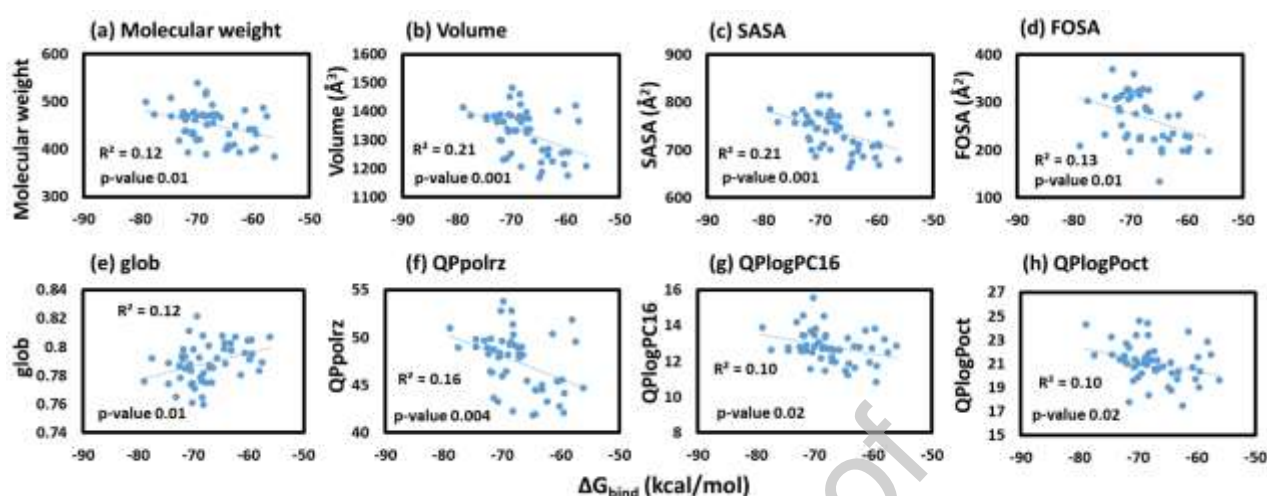 (a) Molecular weight
Molecular weight
600
500
400
300
R² = 0.12
p-value 0.01
-90 -80 -70 -60 -50
(b) Volume
Volume (Å³)
1600
1500
1400
1300
1200
1100
R² = 0.21
p-value 0.001
-90 -80 -70 -60 -50
(c) SASA
SASA (Å²)
900
800
700
600
R² = 0.21
p-value 0.001
-90 -80 -70 -60 -50
(d) FOSA
FOSA (Å²)
400
300
200
100
R² = 0.13
p-value 0.01
-90 -80 -70 -60 -50
(e) glob
glob
0.84
0.82
0.8
0.78
0.76
0.74
R² = 0.12
p-value 0.01
-90 -80 -70 -60 -50
(f) QPpolrz
QPpolrz
55
50
45
40
R² = 0.16
p-value 0.004
-90 -80 -70 -60 -50
(g) QPlogPC16
QPlogPC16
16
14
12
10
8
R² = 0.10
p-value 0.02
-90 -80 -70 -60 -50
(h) QPlogPoct
QPlogPoct
27
25
23
21
19
17
15
R² = 0.10
p-value 0.02
-90 -80 -70 -60 -50
ΔGbind (kcal/mol)